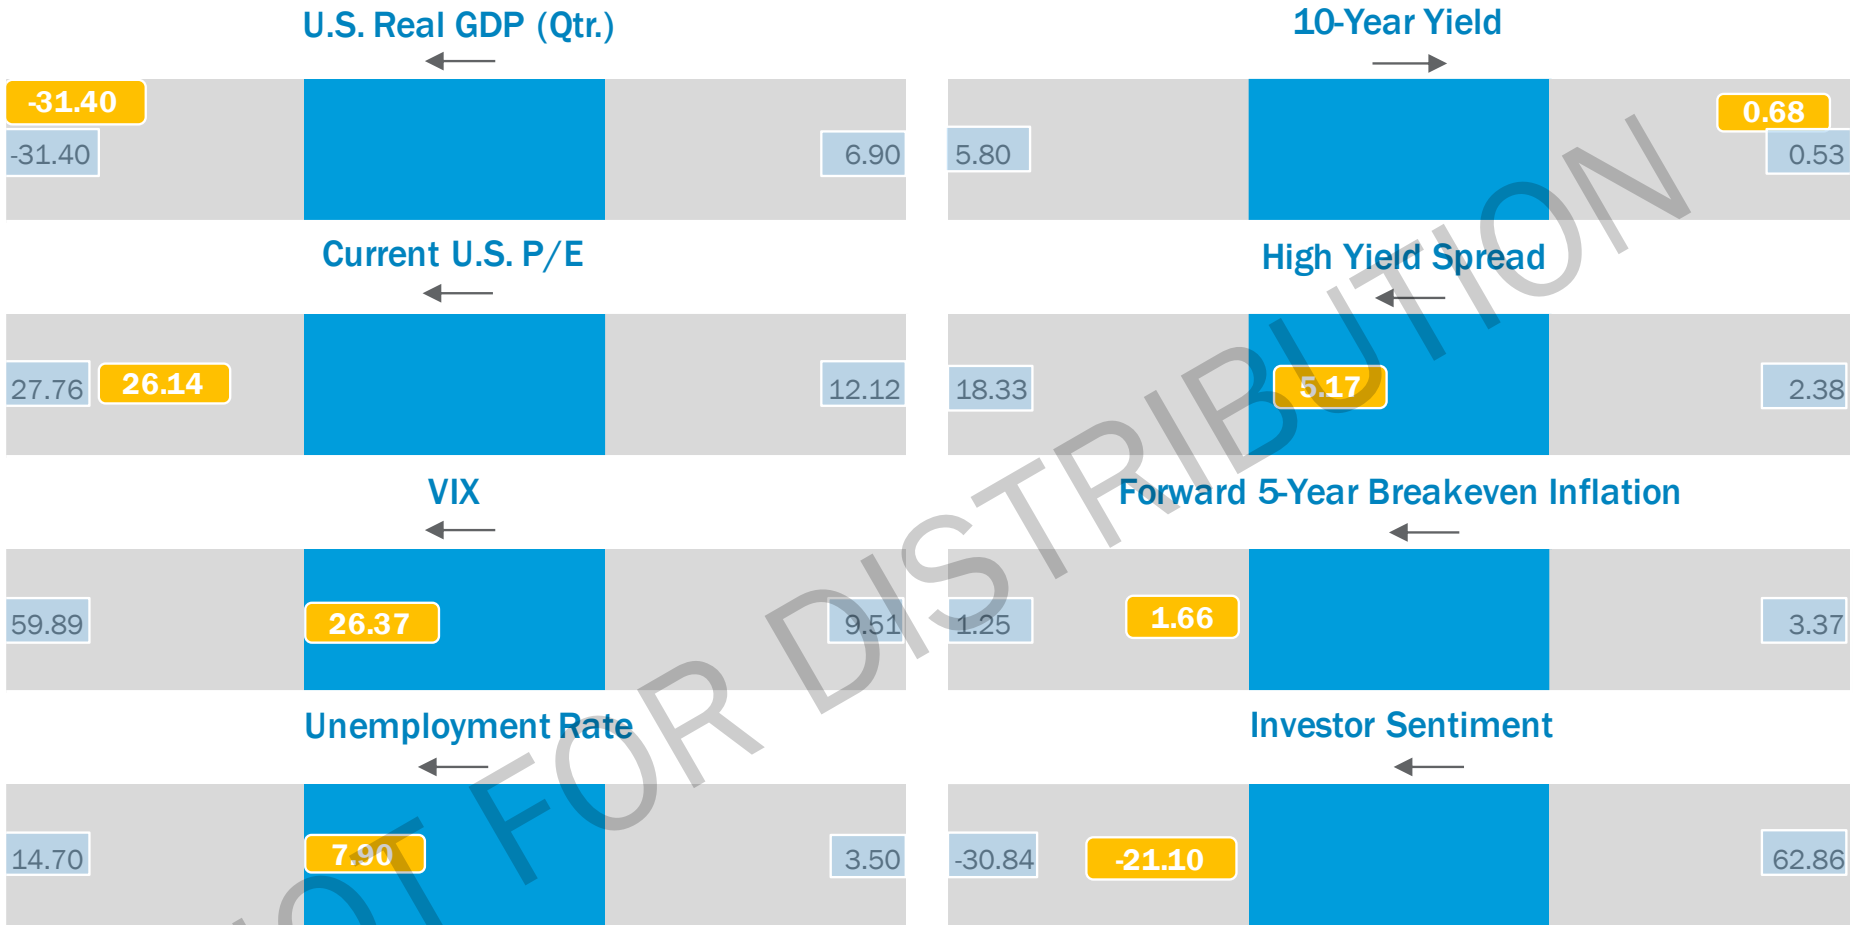 U.S. Real GDP (Qtr.)
-31.40
-31.40 6.90
Current U.S. P/E
27.76 26.14 12.12
VIX
59.89 26.37 9.51
Unemployment Rate
14.70 7.90 3.50
10-Year Yield
0.68
5.80 0.53
High Yield Spread
18.33 5.17 2.38
Forward 5-Year Breakeven Inflation
1.25 1.66 3.37
Investor Sentiment
-30.84 -21.10 62.86
NOT FOR DISTRIBUTION